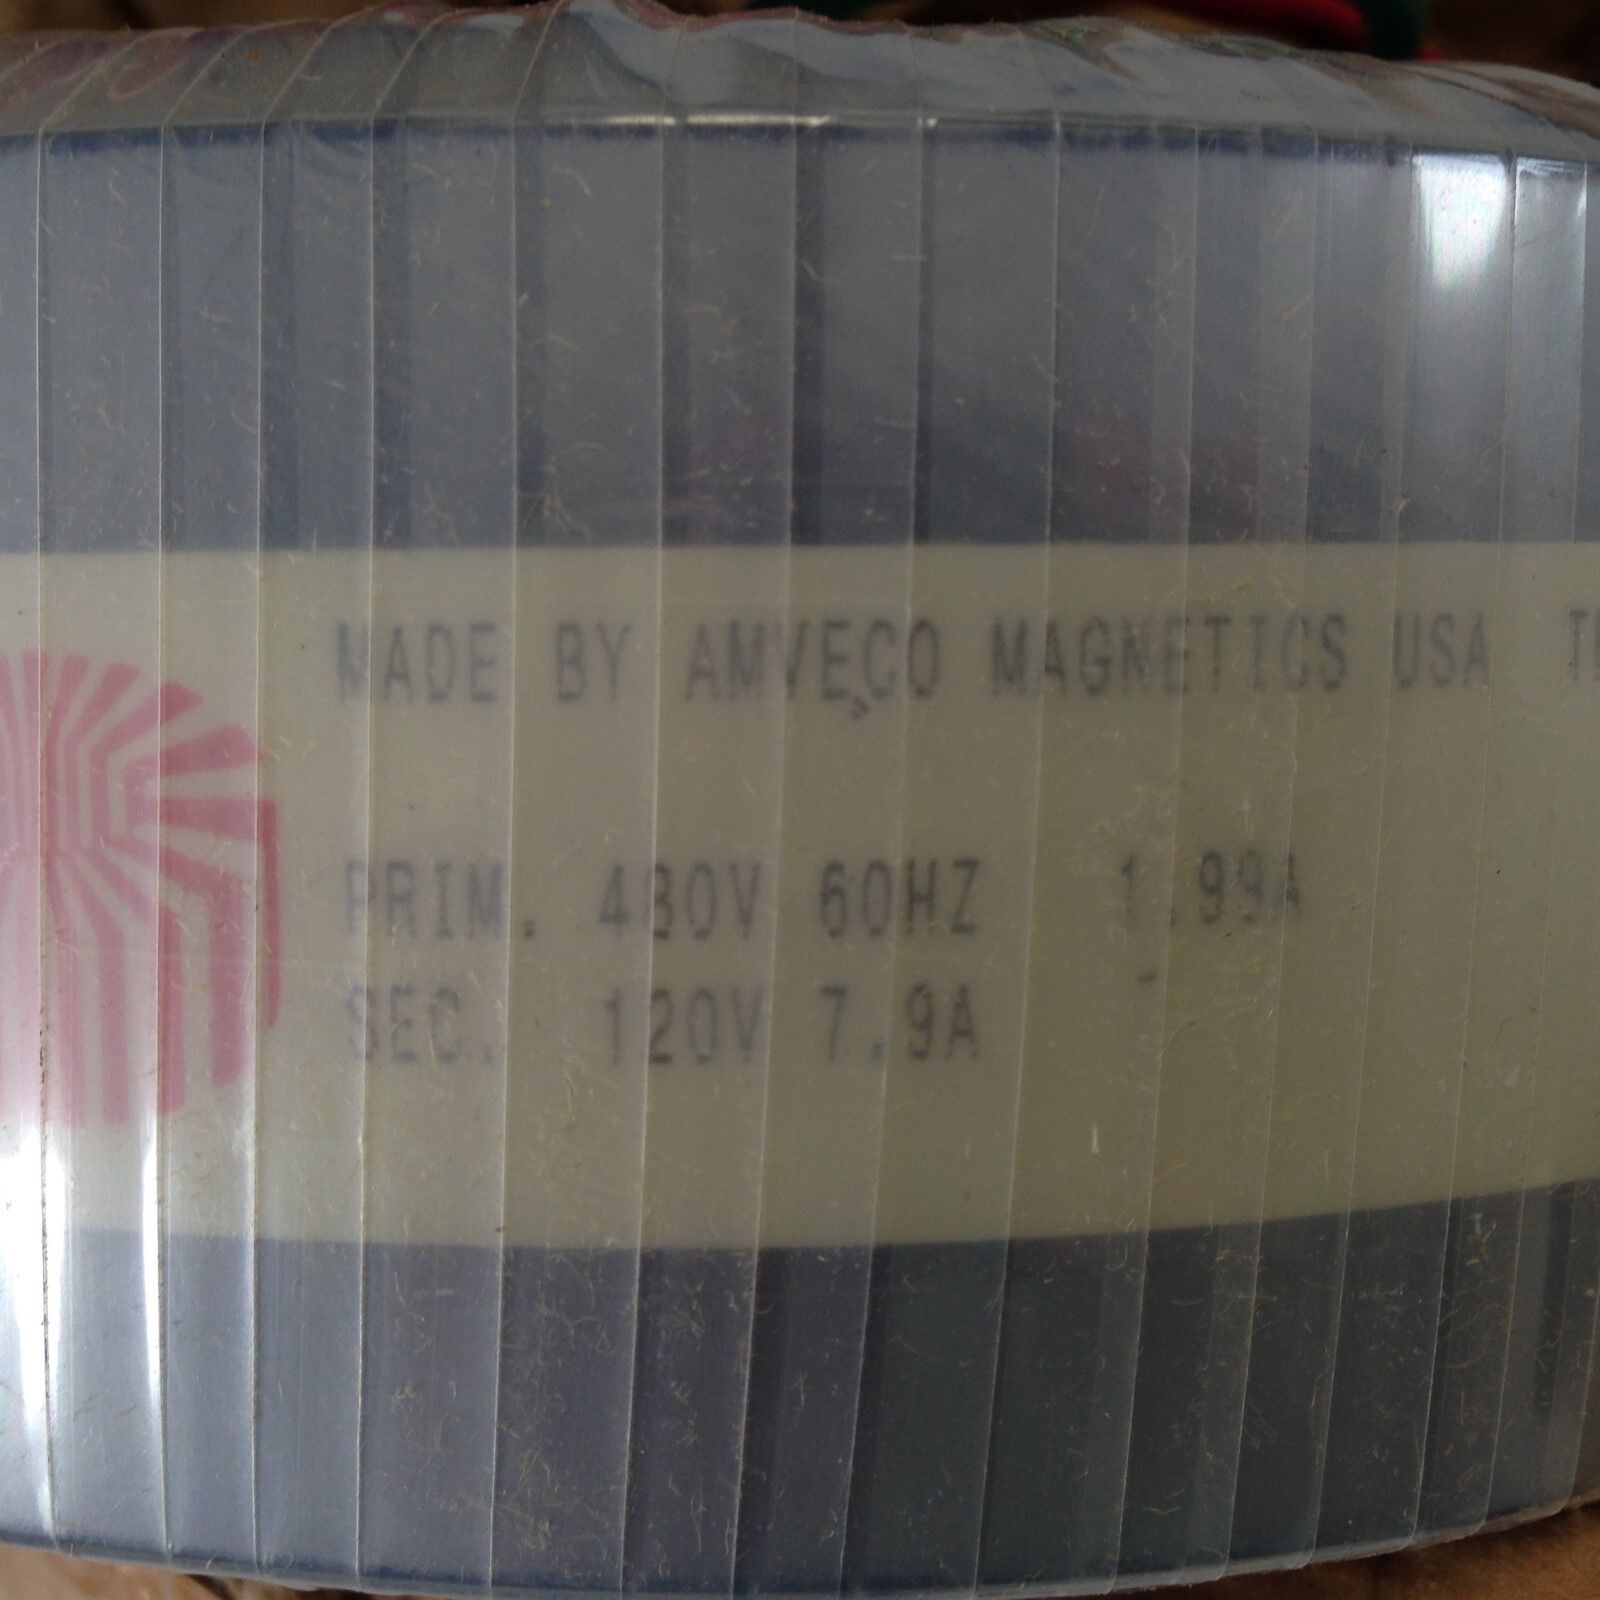 MADE BY AMVECO MAGNETICS USA
PRIM. 480V 60HZ 1.99A
SEC. 120V 7.9A